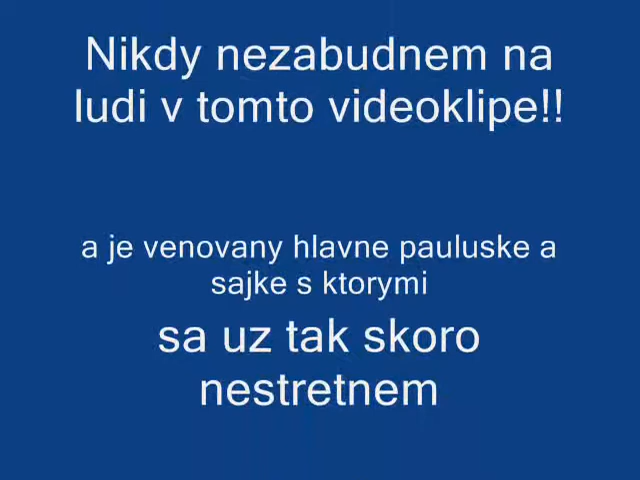 Nikdy nezabudnem na
ludi v tomto videoklipe!!
a je venovany hlavne pauluske a
sajke s ktorymi
sa uz tak skoro
nestretnem